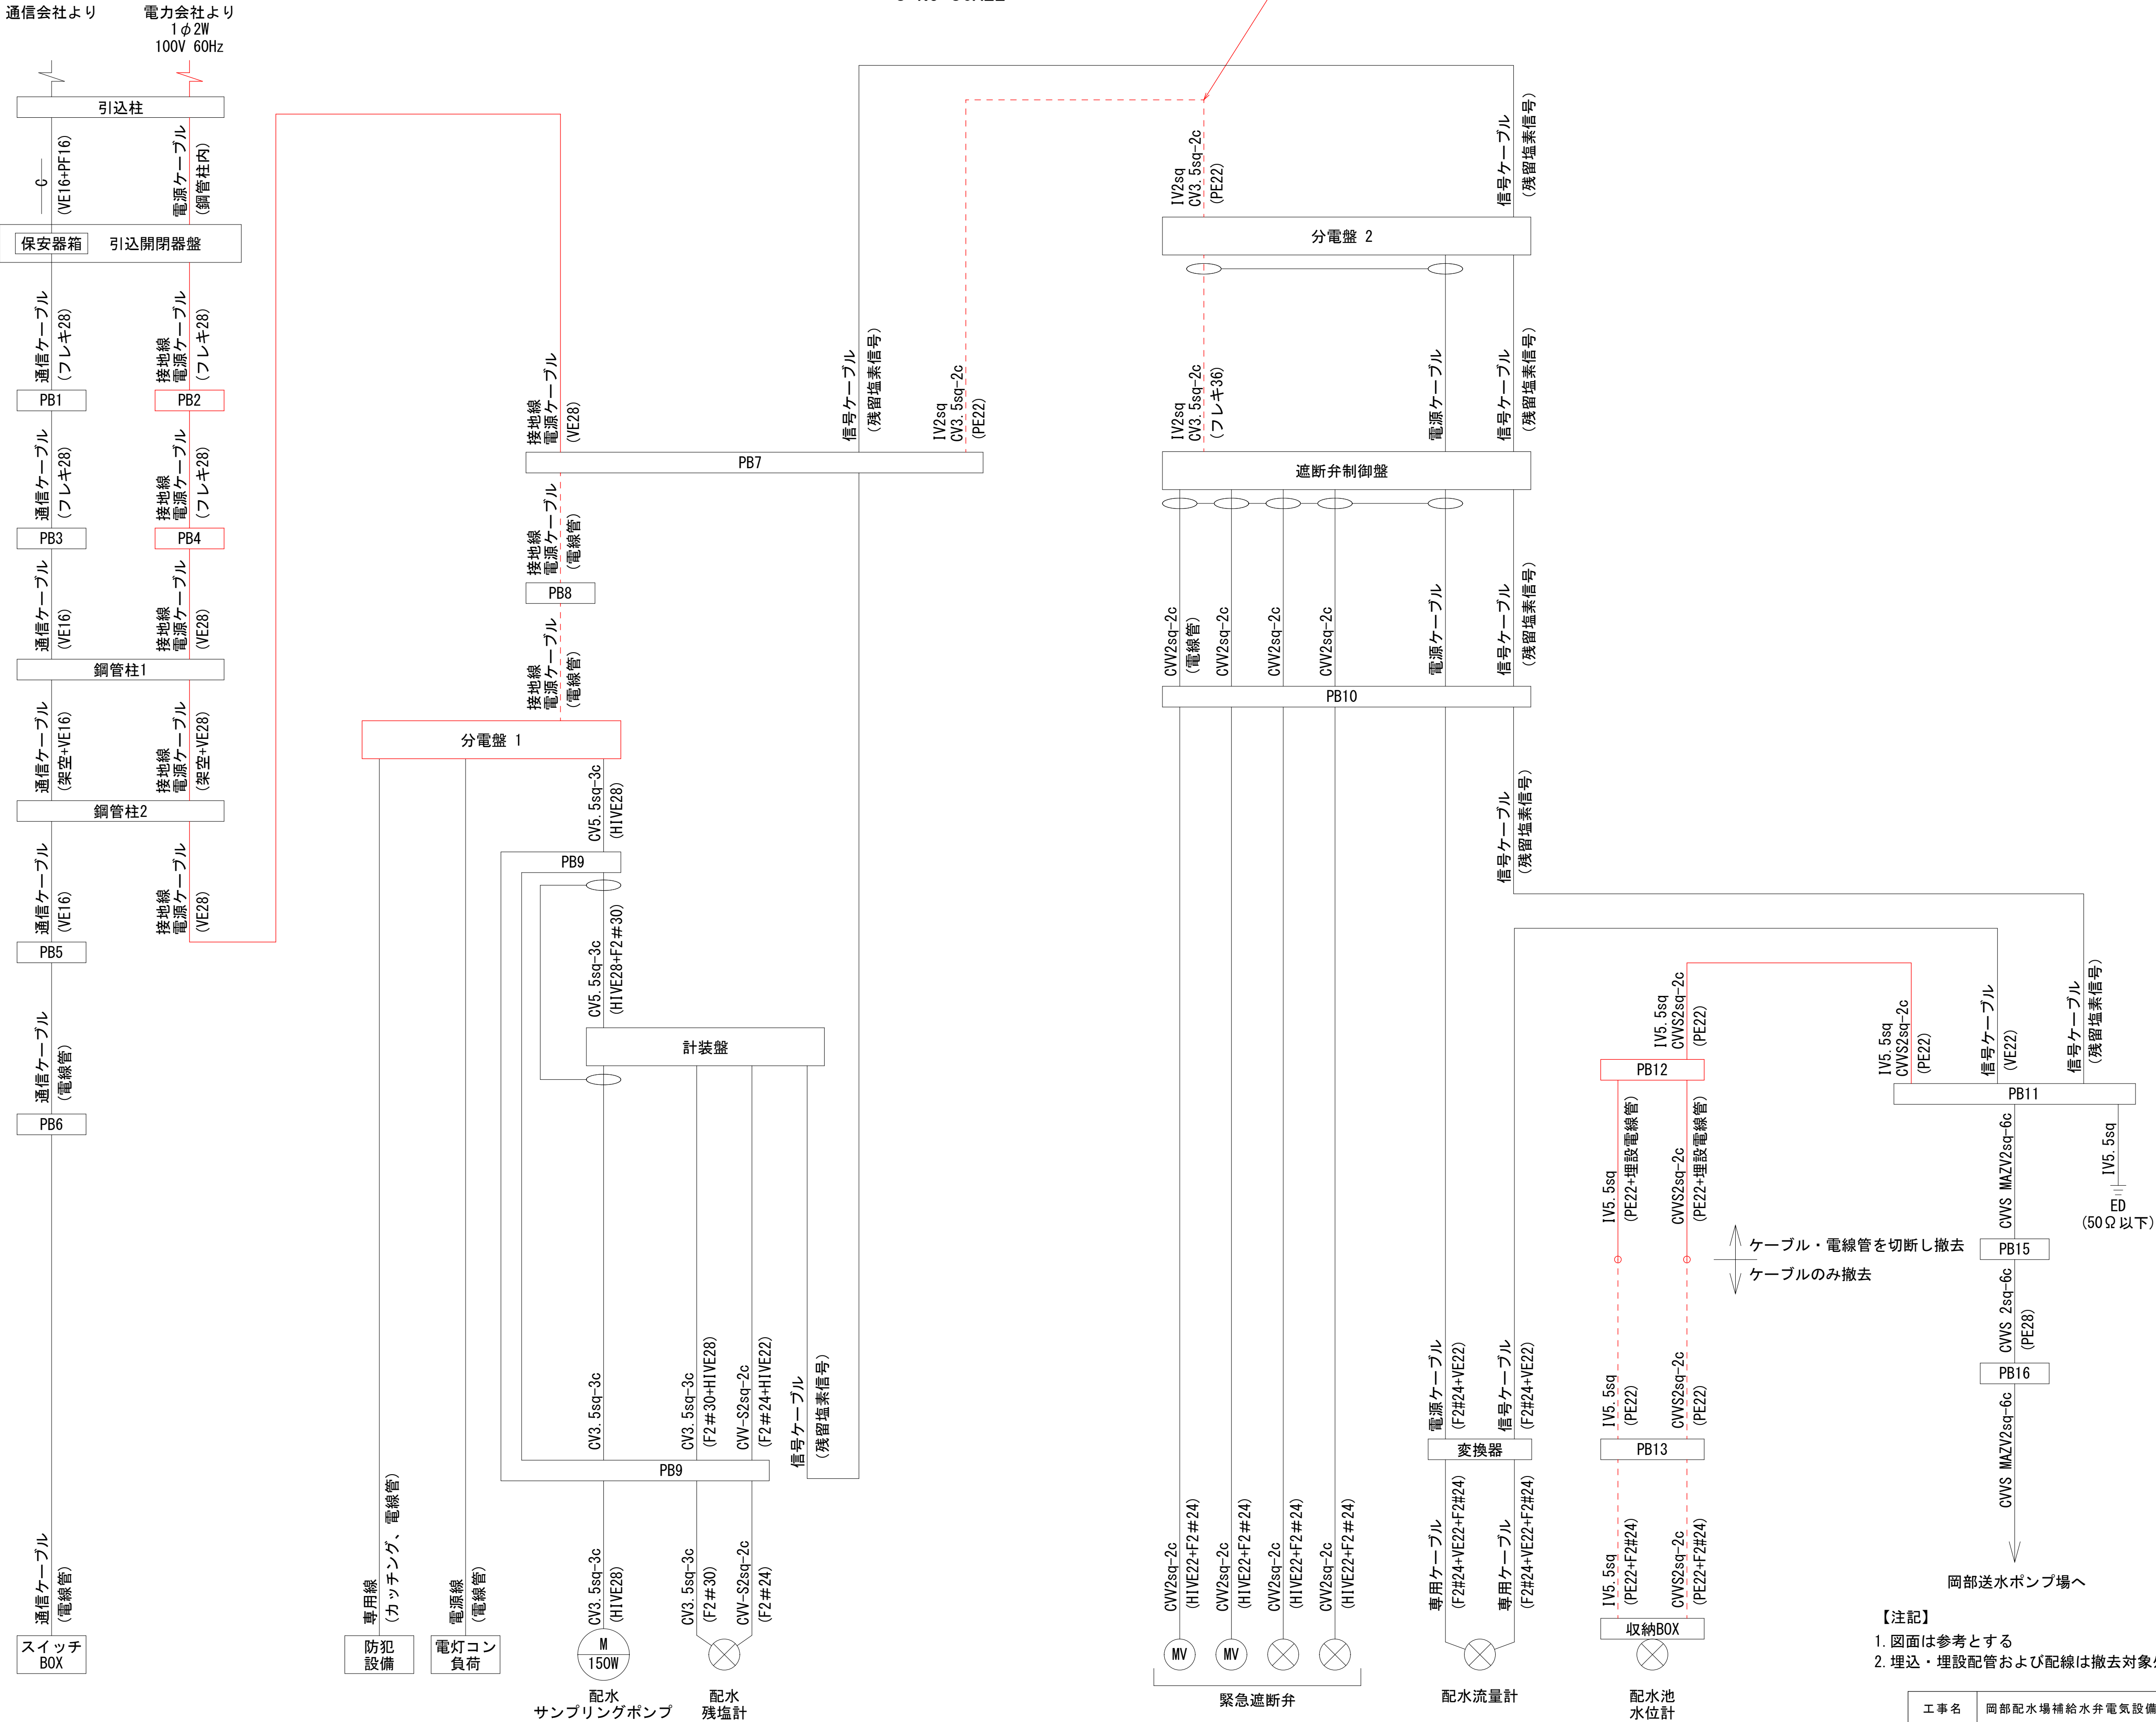 通信会社より
電力会社より
1φ2W
100V 60Hz
引込柱
(VE16+PF16)
電源ケーブル
(鋼管柱内)
保安器箱
引込開閉器盤
通信ケーブル
(フレキ28)
接地線
電源ケーブル
(フレキ28)
PB1
PB2
通信ケーブル
(フレキ28)
接地線
電源ケーブル
(フレキ28)
PB3
PB4
通信ケーブル
(VE16)
接地線
電源ケーブル
(VE28)
鋼管柱1
通信ケーブル
(架空+VE16)
接地線
電源ケーブル
(架空+VE28)
鋼管柱2
通信ケーブル
(VE16)
接地線
電源ケーブル
(VE28)
PB5
通信ケーブル
(電線管)
PB6
通信ケーブル
(電線管)
スイッチ
BOX
接地線
電源ケーブル
(VE28)
信号ケーブル
(残留塩素信号)
IV2sq
CV3.5sq-2c
(PE22)
PB7
接地線
電源ケーブル
(電線管)
PB8
接地線
電源ケーブル
(電線管)
分電盤 1
CV5.5sq-3c
(HIVE28)
PB9
CV5.5sq-3c
(HIVE28+F2#30)
計装盤
CV3.5sq-3c
CV3.5sq-3c
(F2#30+HIVE28)
CVV-S2sq-2c
(F2#24+HIVE22)
信号ケーブル
(残留塩素信号)
PB9
専用線
(カッチング、電線管)
電源線
(電線管)
CV3.5sq-3c
(HIVE28)
CV3.5sq-3c
(F2#30)
CVV-S2sq-2c
(F2#24)
防犯
設備
電灯コン
負荷
M
150W
配水
サンプリングポンプ
配水
残塩計
IV2sq
CV3.5sq-2c
(PE22)
信号ケーブル
(残留塩素信号)
分電盤 2
IV2sq
CV3.5sq-2c
(フレキ36)
電源ケーブル
信号ケーブル
(残留塩素信号)
遮断弁制御盤
CVV2sq-2c
(電線管)
CVV2sq-2c
CVV2sq-2c
CVV2sq-2c
電源ケーブル
信号ケーブル
(残留塩素信号)
PB10
信号ケーブル
(残留塩素信号)
CVV2sq-2c
(HIVE22+F2#24)
CVV2sq-2c
(HIVE22+F2#24)
CVV2sq-2c
(HIVE22+F2#24)
CVV2sq-2c
(HIVE22+F2#24)
MV
MV
緊急遮断弁
電源ケーブル
(F2#24+VE22)
信号ケーブル
(F2#24+VE22)
変換器
専用ケーブル
(F2#24+VE22+F2#24)
専用ケーブル
(F2#24+VE22+F2#24)
配水流量計
IV5.5sq
CVVS2sq-2c
(PE22)
PB12
IV5.5sq
(PE22+埋設電線管)
CVVS2sq-2c
(PE22+埋設電線管)
ケーブル・電線管を切断し撤去
ケーブルのみ撤去
IV5.5sq
(PE22)
CVVS2sq-2c
(PE22)
PB13
IV5.5sq
(PE22+F2#24)
CVVS2sq-2c
(PE22+F2#24)
収納BOX
配水池
水位計
IV5.5sq
CVVS2sq-2c
(PE22)
信号ケーブル
(VE22)
信号ケーブル
(残留塩素信号)
PB11
CVVS MAZV2sq-6c
IV5.5sq
ED
(50Ω以下)
PB15
CVVS 2sq-6c
(PE28)
PB16
CVVS MAZV2sq-6c
岡部送水ポンプ場へ
【注記】
1. 図面は参考とする
2. 埋込・埋設配管および配線は撤去対象
工事名
岡部配水場補給水弁電気設備